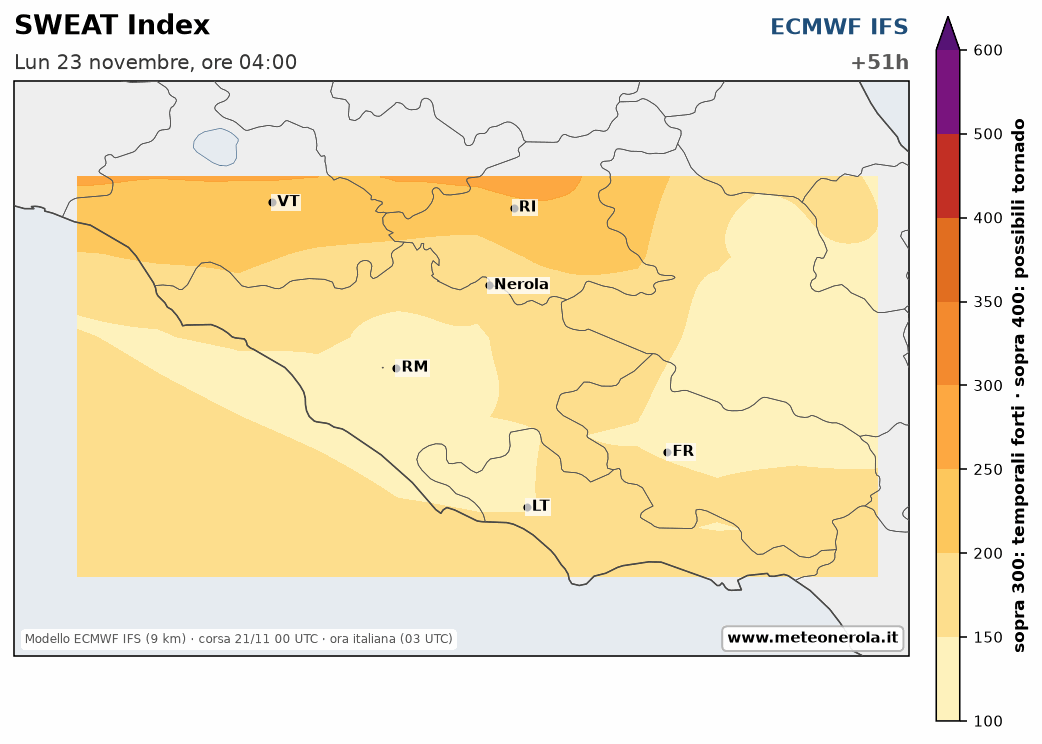 SWEAT Index
ECMWF IFS
Lun 23 novembre, ore 04:00
+51h
VT
RI
Nerola
RM
FR
LT
Modello ECMWF IFS (9 km) · corsa 21/11 00 UTC · ora italiana (03 UTC)
www.meteonerola.it
600
500
400
350
300
250
200
150
100
sopra 300: temporali forti · sopra 400: possibili tornado